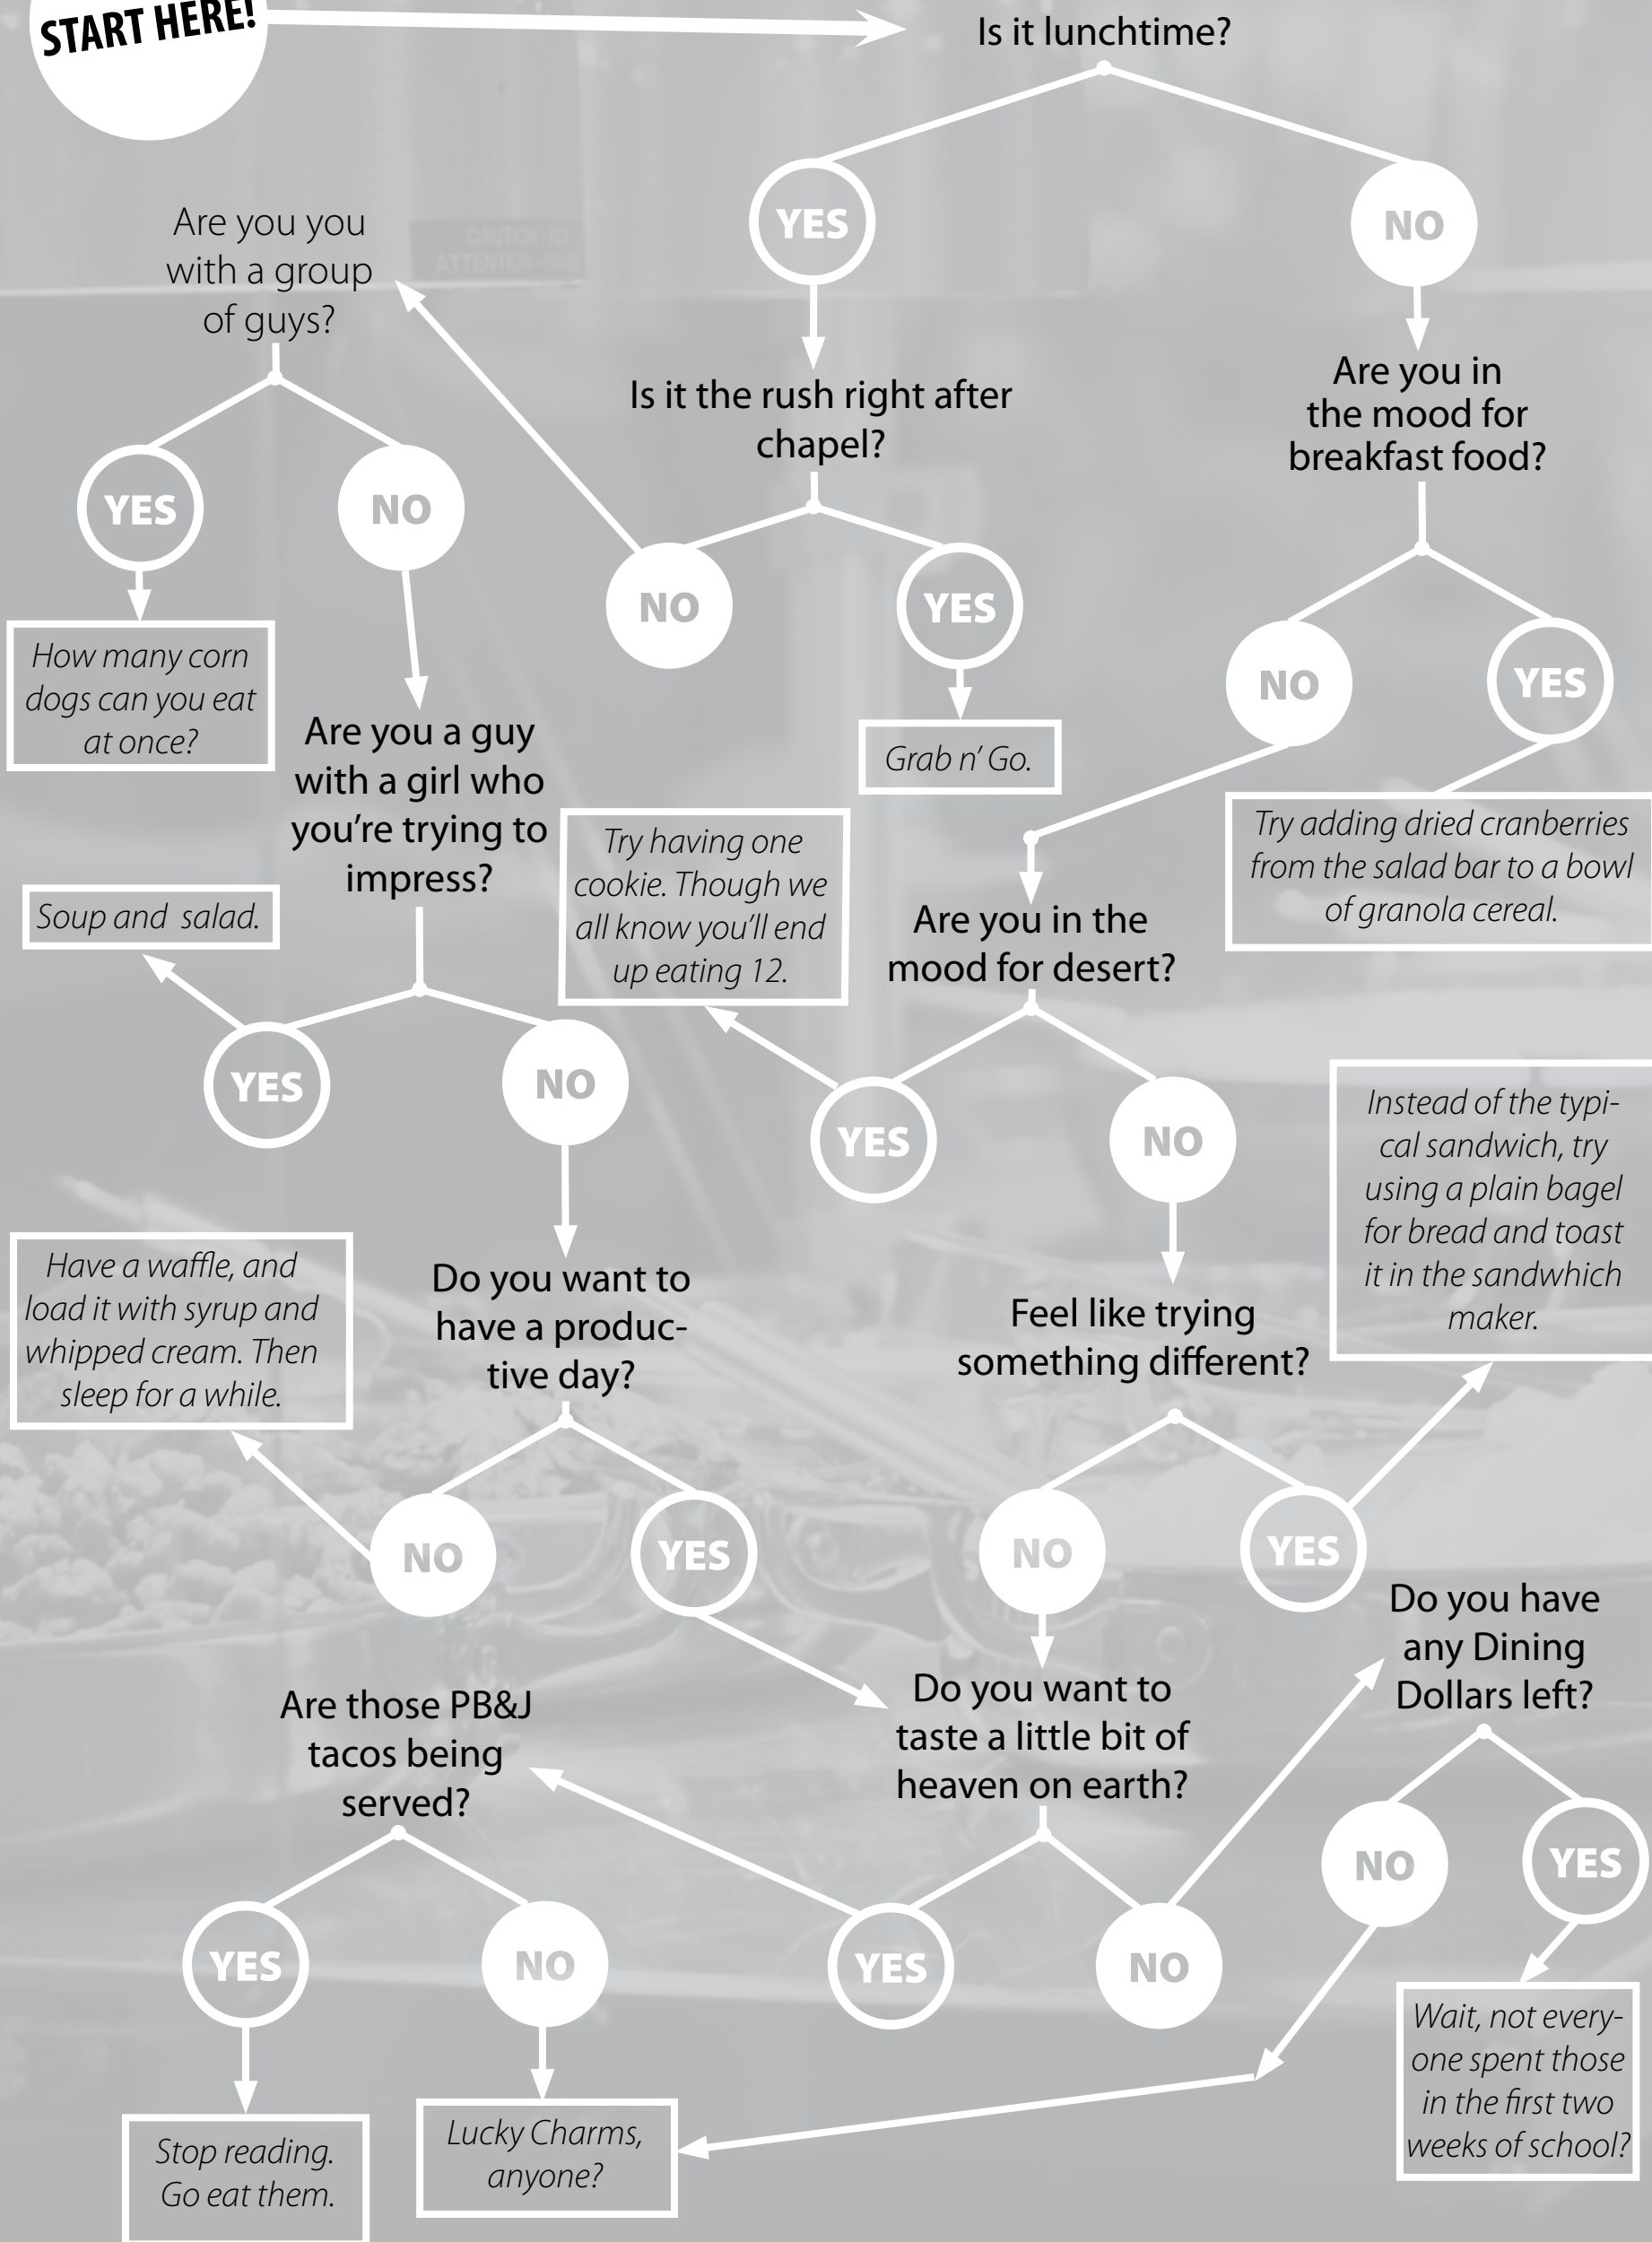 START HERE!
Is it lunchtime?
YES
NO
Are you you
with a group
of guys?
CAUTION - HOT
YES
NO
Is it the rush right after
chapel?
NO
YES
Are you in
the mood for
breakfast food?
NO
YES
How many corn
dogs can you eat
at once?
Grab n’ Go.
Try adding dried cranberries
from the salad bar to a bowl
of granola cereal.
Are you a guy
with a girl who
you’re trying to
impress?
Soup and salad.
YES
NO
Try having one
cookie. Though we
all know you’ll end
up eating 12.
Are you in the
mood for desert?
YES
NO
Instead of the typi-
cal sandwich, try
using a plain bagel
for bread and toast
it in the sandwhich
maker.
Have a waffle, and
load it with syrup and
whipped cream. Then
sleep for a while.
Do you want to
have a produc-
tive day?
NO
YES
Feel like trying
something different?
NO
YES
Do you have
any Dining
Dollars left?
NO
YES
Are those PB&J
tacos being
served?
YES
NO
Do you want to
taste a little bit of
heaven on earth?
YES
NO
Wait, not every-
one spent those
in the first two
weeks of school?
Stop reading.
Go eat them.
Lucky Charms,
anyone?